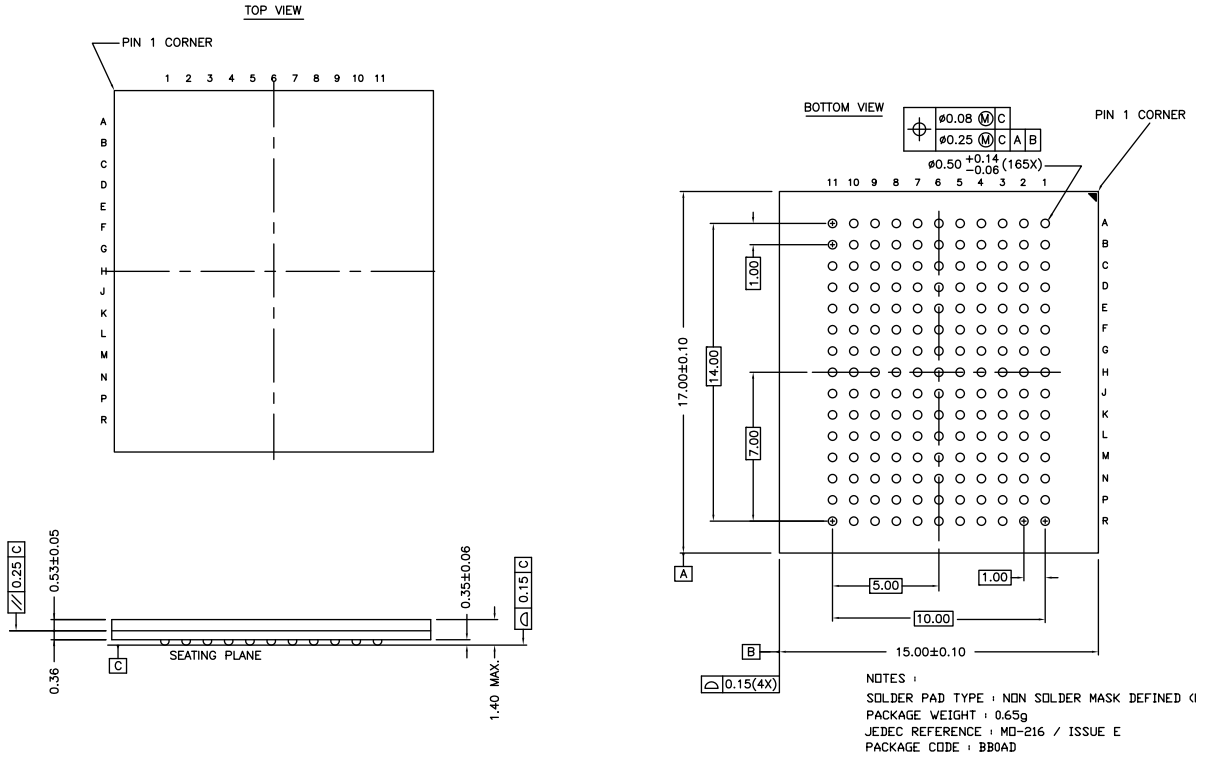 TOP VIEW
PIN 1 CORNER
1 2 3 4 5 6 7 8 9 10 11
A
B
C
D
E
F
G
H
J
K
L
M
N
P
R
BOTTOM VIEW
ø0.08 Ⓜ C
ø0.25 Ⓜ C A B
PIN 1 CORNER
ø0.50 +0.14 -0.06 (165X)
11 10 9 8 7 6 5 4 3 2 1
A
B
C
D
E
F
G
H
J
K
L
M
N
P
R
1.00
17.00±0.10
14.00
7.00
A
5.00
1.00
10.00
B
15.00±0.10
0.15(4X)
// 0.25 C
0.53±0.05
0.35±0.06
0.15 C
SEATING PLANE
C
0.36
1.40 MAX.
NOTES :
SOLDER PAD TYPE : NON SOLDER MASK DEFINED (
PACKAGE WEIGHT : 0.65g
JEDEC REFERENCE : MO-216 / ISSUE E
PACKAGE CODE : BB0AD